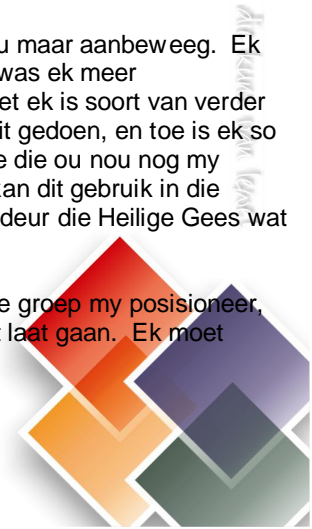 u maar aanbeweeg. Ek
was ek meer
et ek is soort van verder
it gedoen, en toe is ek so
e die ou nou nog my
kan dit gebruik in die
deur die Heilige Gees wat
e groep my posisioneer,
t laat gaan. Ek moet